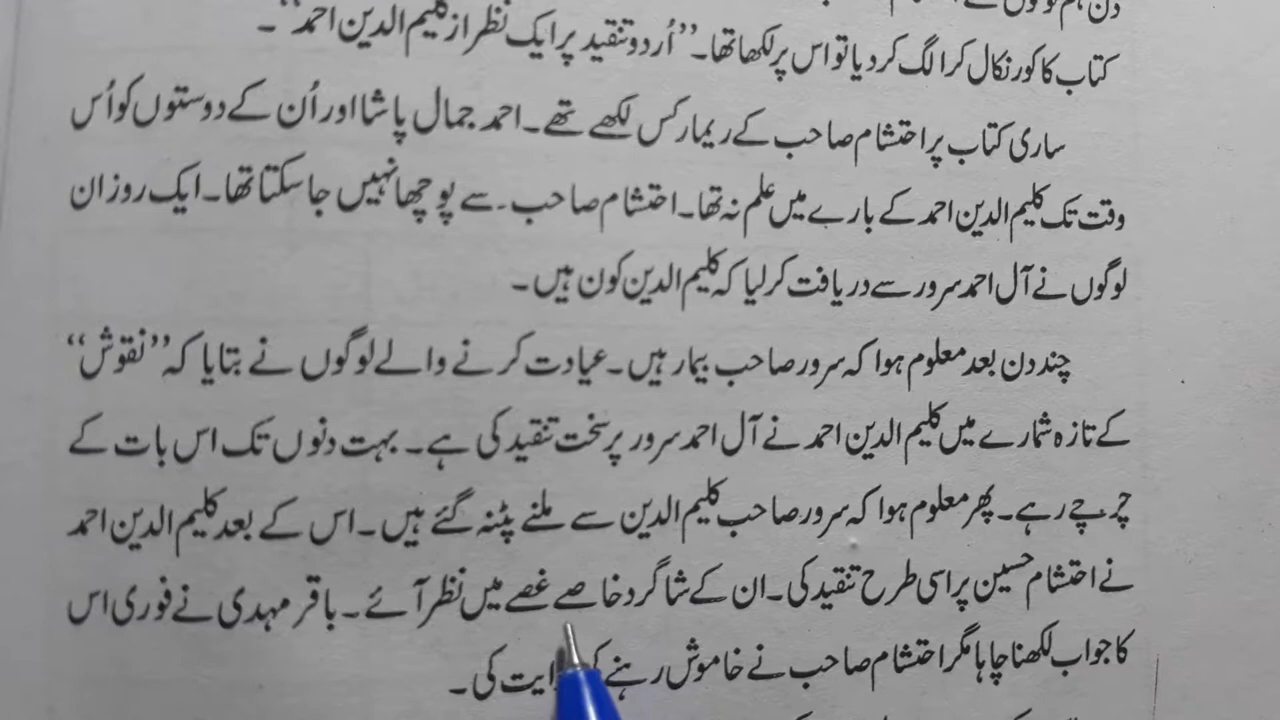 دن ہم لوگوں نے
کتاب کا کور نکال کر الگ کر دیا تو اس پر لکھا تھا۔ ”اُردو تنقید پر ایک نظر از کلیم الدین احمد“۔
ساری کتاب پر احتشام صاحب کے ریمارکس لکھے تھے۔ احمد جمال پاشا اور اُن کے دوستوں کو اُس
وقت تک کلیم الدین احمد کے بارے میں علم نہ تھا۔ احتشام صاحب سے پوچھا نہیں جا سکتا تھا۔ ایک روز ان
لوگوں نے آل احمد سرور سے دریافت کر لیا کہ کلیم الدین کون ہیں۔
چند دن بعد معلوم ہوا کہ سرور صاحب بیمار ہیں۔ عیادت کرنے والے لوگوں نے بتایا کہ ”نقوش“
کے تازہ شمارے میں کلیم الدین احمد نے آل احمد سرور پر سخت تنقید کی ہے۔ بہت دنوں تک اس بات کے
چرچے رہے۔ پھر معلوم ہوا کہ سرور صاحب کلیم الدین سے ملنے پٹنہ گئے ہیں۔ اس کے بعد کلیم الدین احمد
نے احتشام حسین پر اسی طرح تنقید کی۔ ان کے شاگرد خاصے غصے میں نظر آئے۔ باقر مہدی نے فوری اس
کا جواب لکھنا چاہا مگر احتشام صاحب نے خاموش رہنے کی ہدایت کی۔